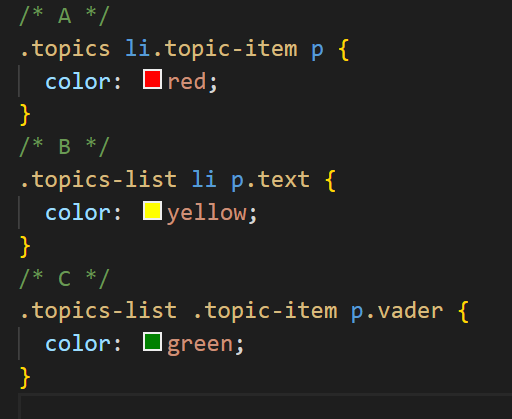 /* A */
.topics li.topic-item p {
  color: red;
}
/* B */
.topics-list li p.text {
  color: yellow;
}
/* C */
.topics-list .topic-item p.vader {
  color: green;
}